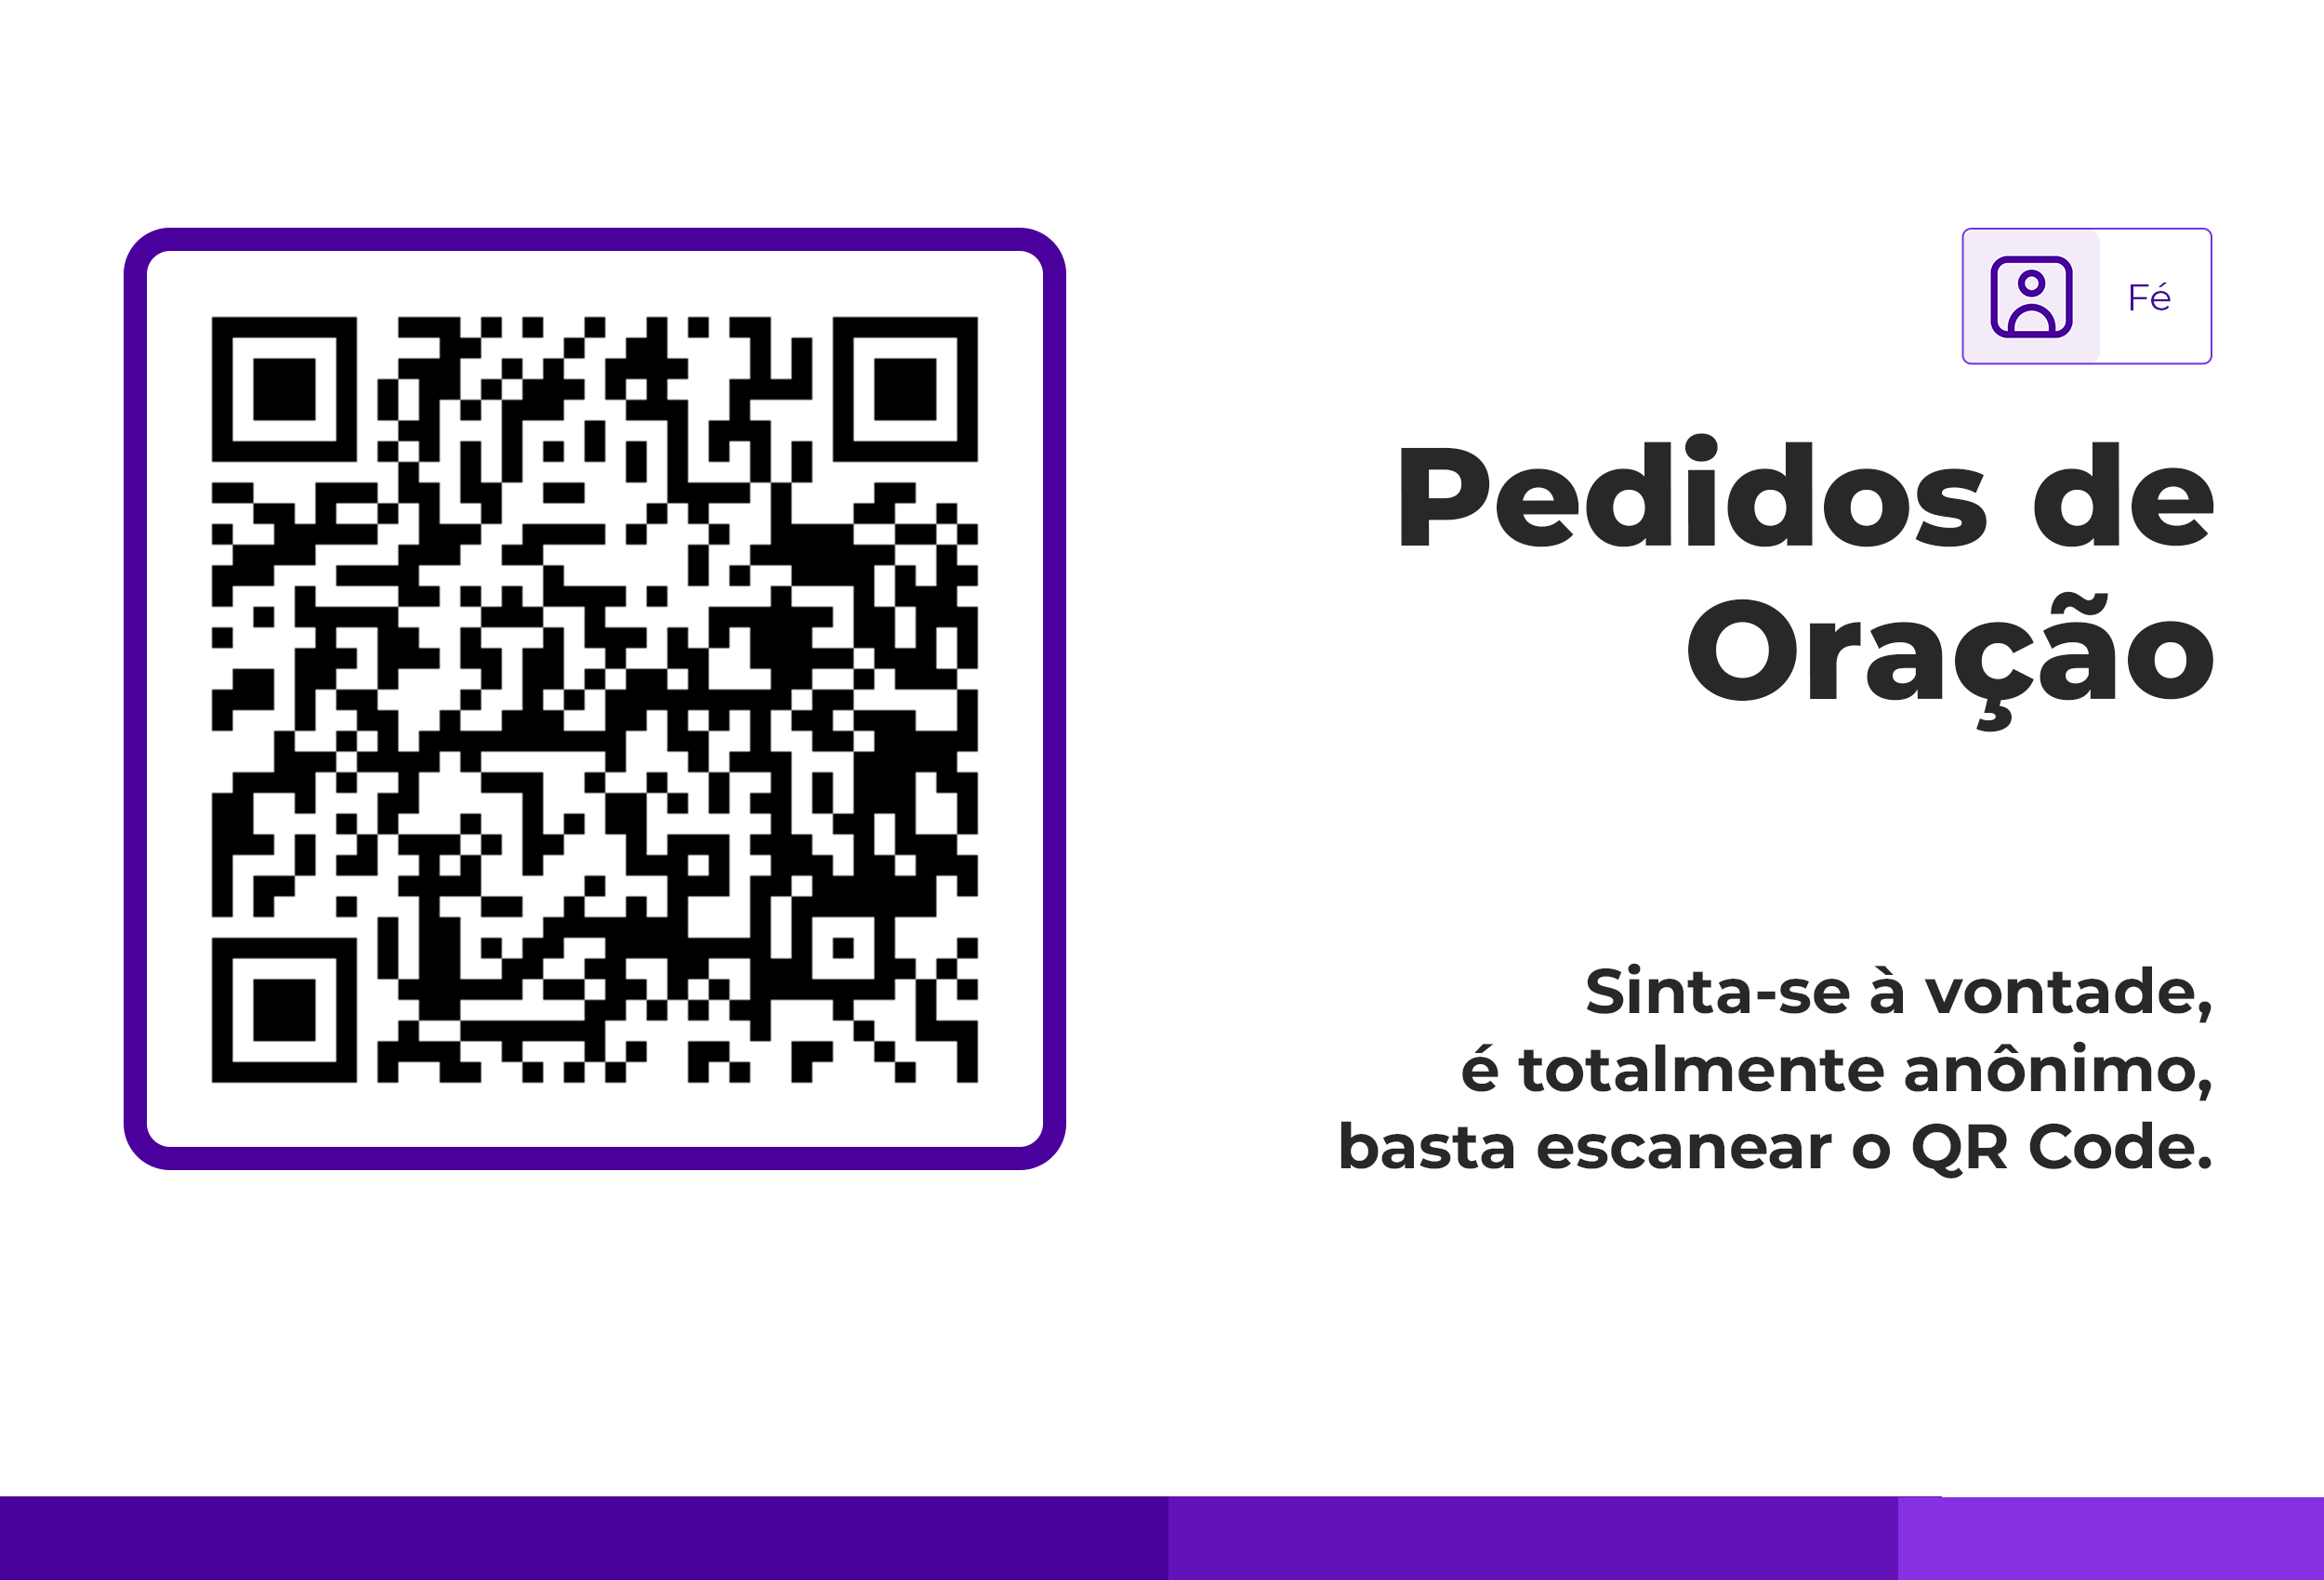 Fé
Pedidos de
Oração
Sinta-se à vontade,
é totalmente anônimo,
basta escanear o QR Code.